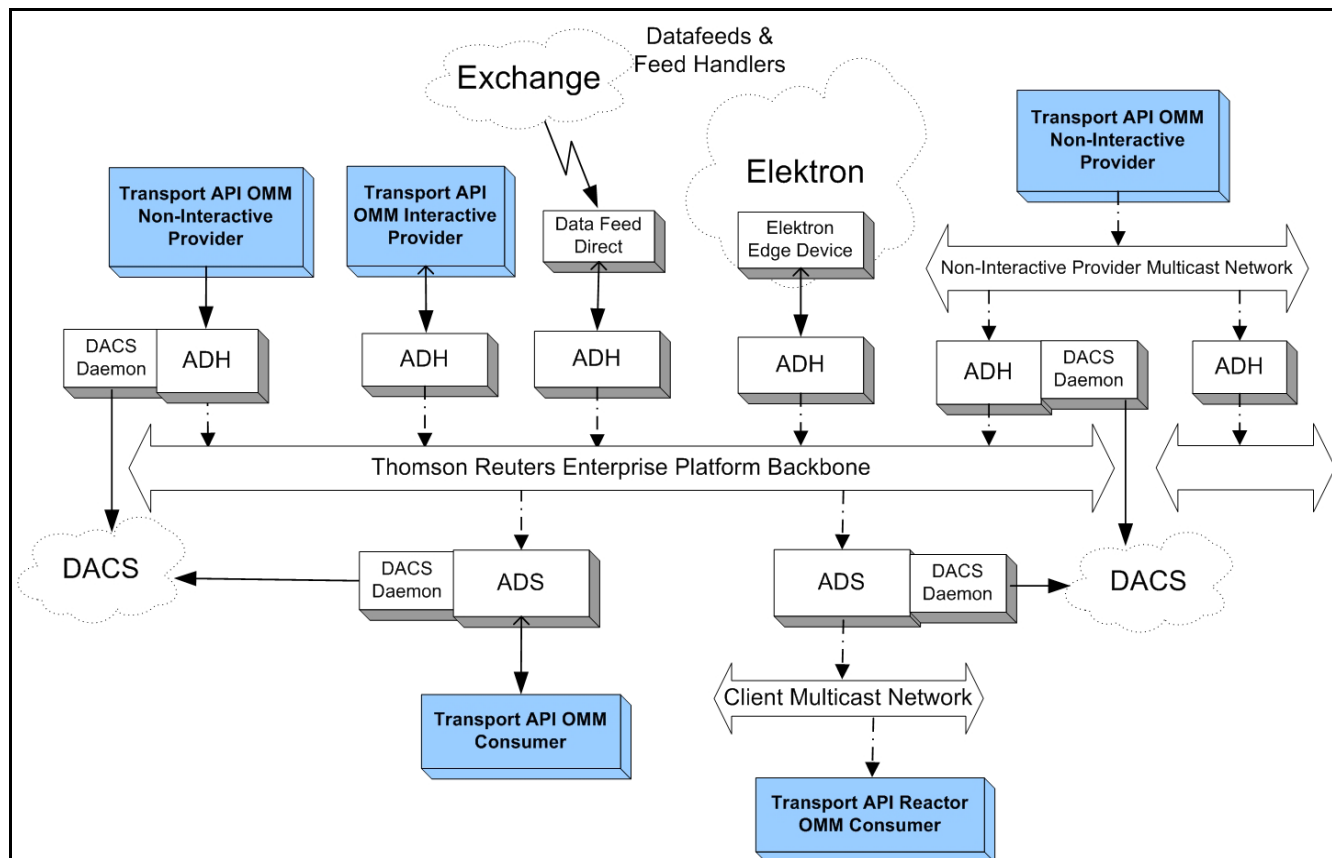 Datafeeds &
Feed Handlers
Exchange
Transport API OMM
Non-Interactive
Provider
Elektron
Transport API OMM
Non-Interactive
Provider
Transport API
OMM Interactive
Provider
Data Feed
Direct
Elektron
Edge Device
Non-Interactive Provider Multicast Network
DACS
Daemon
ADH
ADH
ADH
ADH
ADH
DACS
Daemon
ADH
Thomson Reuters Enterprise Platform Backbone
DACS
DACS
Daemon
ADS
ADS
DACS
Daemon
DACS
Client Multicast Network
Transport API OMM
Consumer
Transport API Reactor
OMM Consumer